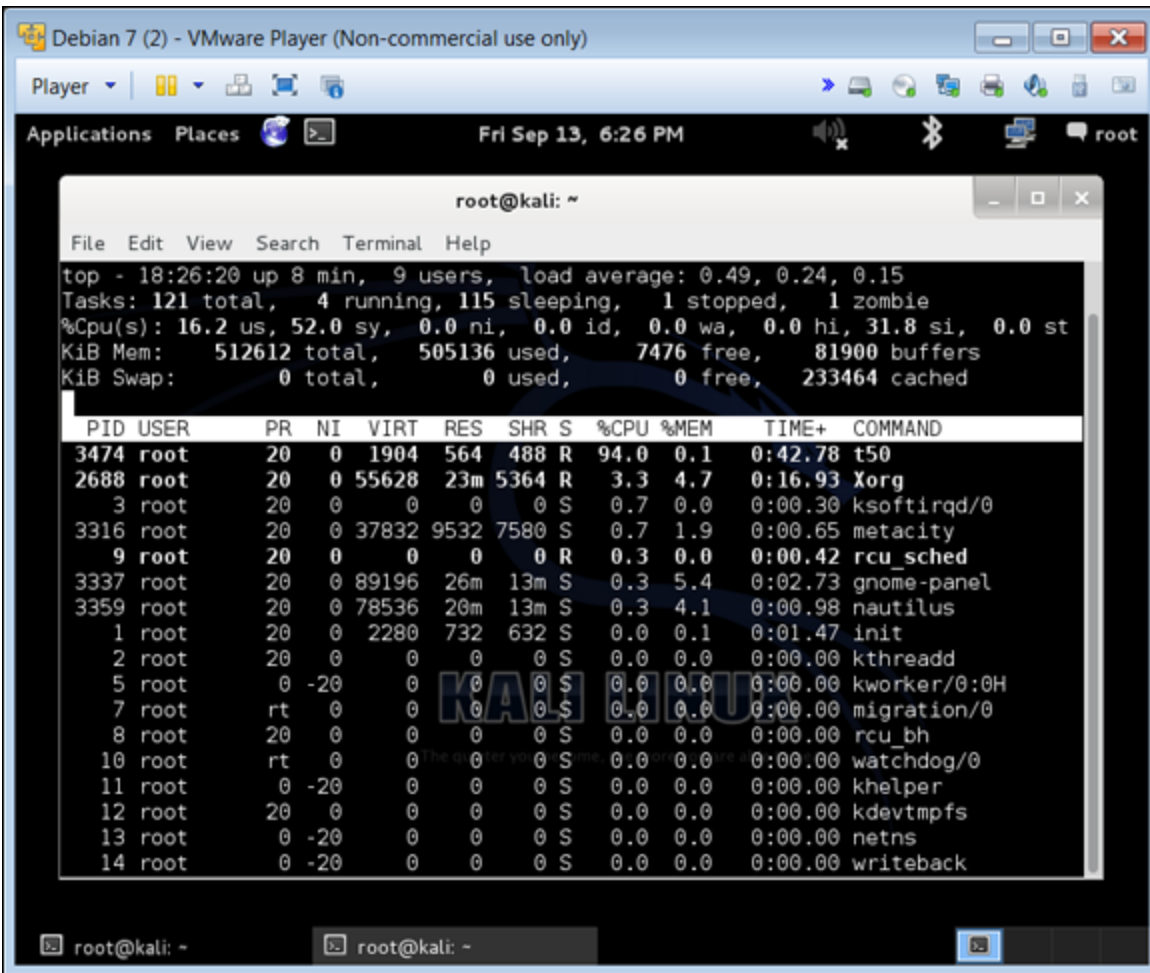 Debian 7 (2) - VMware Player (Non-commercial use only)
Player
Applications Places Fri Sep 13, 6:26 PM root
root@kali: ~
File Edit View Search Terminal Help
top - 18:26:20 up 8 min, 9 users, load average: 0.49, 0.24, 0.15
Tasks: 121 total, 4 running, 115 sleeping, 1 stopped, 1 zombie
%Cpu(s): 16.2 us, 52.0 sy, 0.0 ni, 0.0 id, 0.0 wa, 0.0 hi, 31.8 si, 0.0 st
KiB Mem: 512612 total, 505136 used, 7476 free, 81900 buffers
KiB Swap: 0 total, 0 used, 0 free, 233464 cached
PID USER PR NI VIRT RES SHR S %CPU %MEM TIME+ COMMAND
3474 root 20 0 1904 564 488 R 94.0 0.1 0:42.78 t50
2688 root 20 0 55628 23m 5364 R 3.3 4.7 0:16.93 Xorg
3 root 20 0 0 0 0 S 0.7 0.0 0:00.30 ksoftirqd/0
3316 root 20 0 37832 9532 7580 S 0.7 1.9 0:00.65 metacity
9 root 20 0 0 0 0 R 0.3 0.0 0:00.42 rcu_sched
3337 root 20 0 89196 26m 13m S 0.3 5.4 0:02.73 gnome-panel
3359 root 20 0 78536 20m 13m S 0.3 4.1 0:00.98 nautilus
1 root 20 0 2280 732 632 S 0.0 0.1 0:01.47 init
2 root 20 0 0 0 0 S 0.0 0.0 0:00.00 kthreadd
5 root 0 -20 0 0 0 S 0.0 0.0 0:00.00 kworker/0:0H
7 root rt 0 0 0 0 S 0.0 0.0 0:00.00 migration/0
8 root 20 0 0 0 0 S 0.0 0.0 0:00.00 rcu_bh
10 root rt 0 0 0 0 S 0.0 0.0 0:00.00 watchdog/0
11 root 0 -20 0 0 0 S 0.0 0.0 0:00.00 khelper
12 root 20 0 0 0 0 S 0.0 0.0 0:00.00 kdevtmpfs
13 root 0 -20 0 0 0 S 0.0 0.0 0:00.00 netns
14 root 0 -20 0 0 0 S 0.0 0.0 0:00.00 writeback
KALI LINUX
root@kali: ~ root@kali: ~